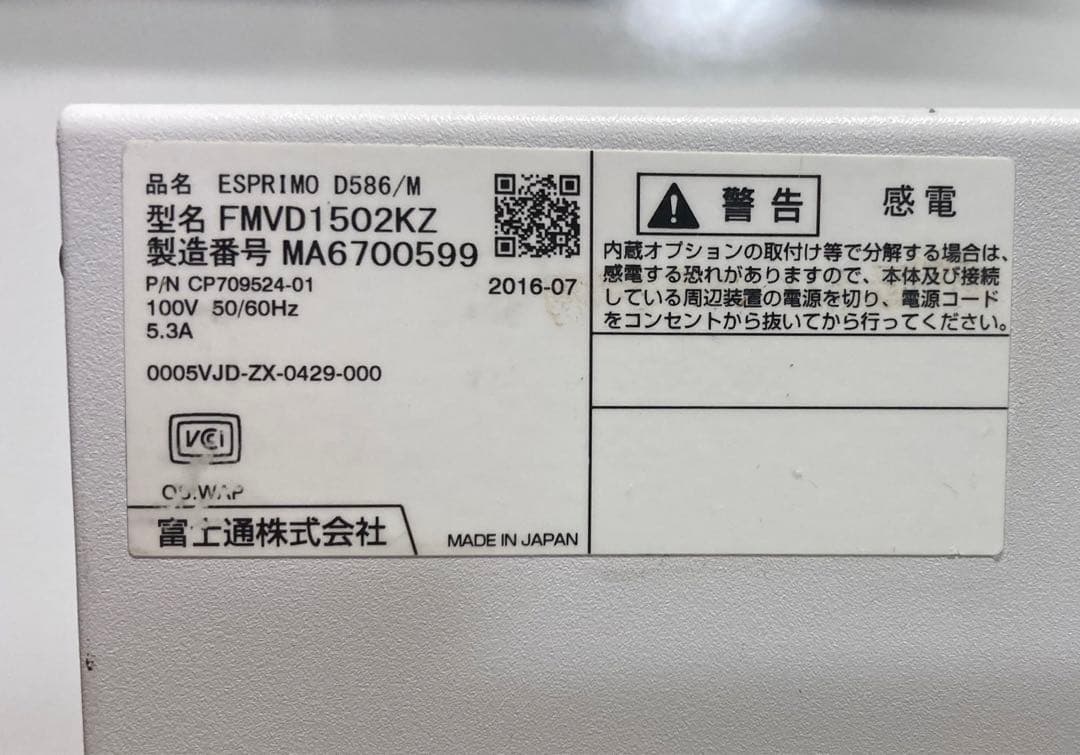 品名 ESPRIMO D586/M
型名 FMVD1502KZ
製造番号 MA6700599
P/N CP709524-01
2016-07
100V 50/60Hz
5.3A
0005VJD-ZX-0429-000
VCI
富士通株式会社
MADE IN JAPAN
警告
感電
内蔵オプションの取付け等で分解する場合は、
感電する恐れがありますので、本体及び接続
している周辺装置の電源を切り、電源コード
をコンセントから抜いてから行ってください。